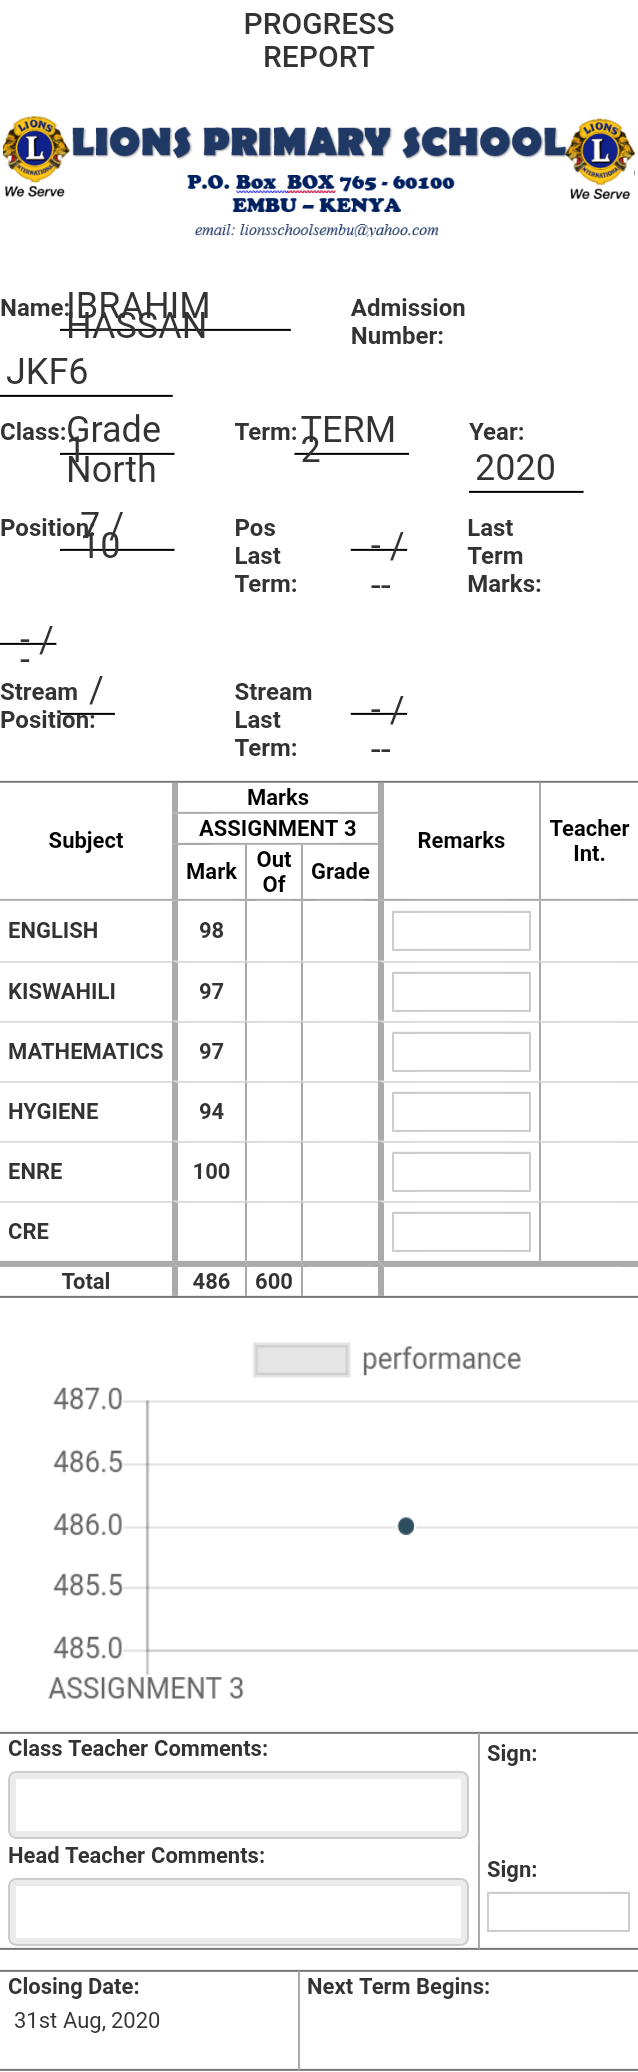 PROGRESS
REPORT
LIONS PRIMARY SCHOOL
LIONS L INTERNATIONAL
We Serve
LIONS L INTERNATIONAL
We Serve
P.O. Box BOX 765 - 60100
EMBU – KENYA
email: lionsschoolsembu@yahoo.com
Name: IBRAHIM
HASSAN
Admission
Number:
JKF6
Class: Grade
1
North
Term: TERM
2
Year:
2020
Position: 7 /
10
Pos
Last
Term:
- /
--
Last
Term
Marks:
- /
-
Stream
Position: /
Stream
Last
Term:
- /
--
Subject
Marks
ASSIGNMENT 3
Mark
Out
Of
Grade
Remarks
Teacher
Int.
ENGLISH 98
KISWAHILI 97
MATHEMATICS 97
HYGIENE 94
ENRE 100
CRE
Total 486 600
performance
487.0
486.5
486.0
485.5
485.0
ASSIGNMENT 3
Class Teacher Comments:
Sign:
Head Teacher Comments:
Sign:
Closing Date:
31st Aug, 2020
Next Term Begins: